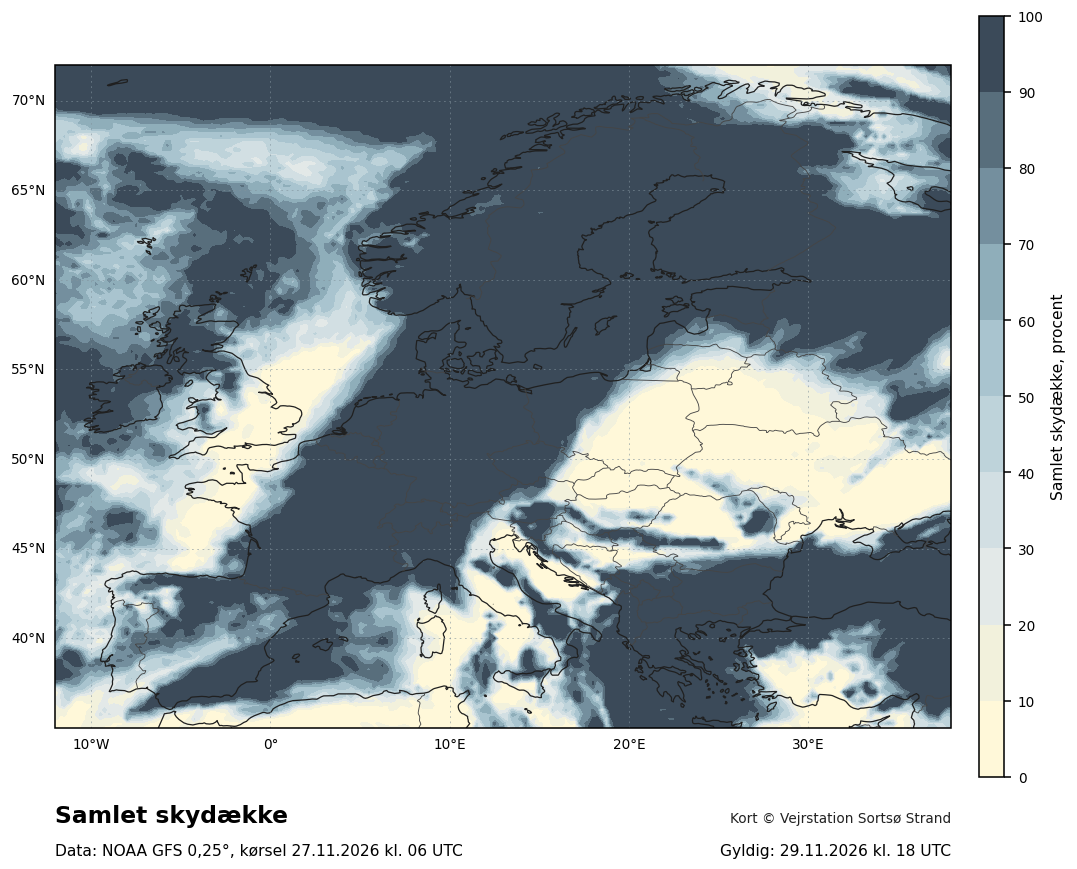 70°N
65°N
60°N
55°N
50°N
45°N
40°N
10°W
0°
10°E
20°E
30°E
100
90
80
70
60
50
40
30
20
10
0
Samlet skydække, procent
Samlet skydække
Kort © Vejrstation Sortsø Strand
Data: NOAA GFS 0,25°, kørsel 27.11.2026 kl. 06 UTC
Gyldig: 29.11.2026 kl. 18 UTC